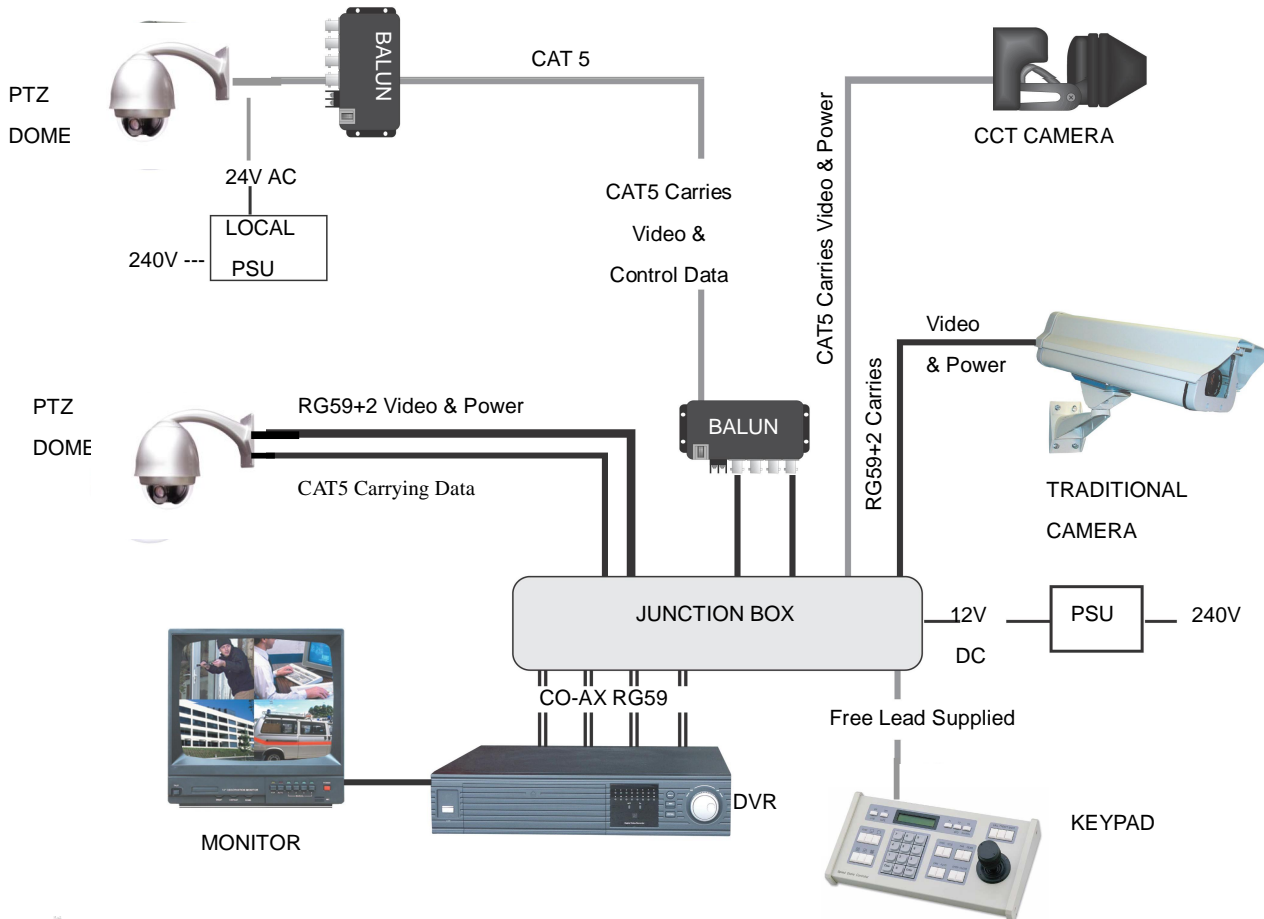 BALUN
CAT 5
PTZ
DOME
24V AC
LOCAL
240V ---
PSU
CAT5 Carries
Video &
Control Data
CAT5 Carries Video & Power
CCT CAMERA
PTZ
DOME
RG59+2 Video & Power
CAT5 Carrying Data
BALUN
RG59+2 Carries
Video
& Power
TRADITIONAL
CAMERA
JUNCTION BOX
12V
DC
PSU
240V
CO-AX RG59
Free Lead Supplied
MONITOR
DVR
KEYPAD